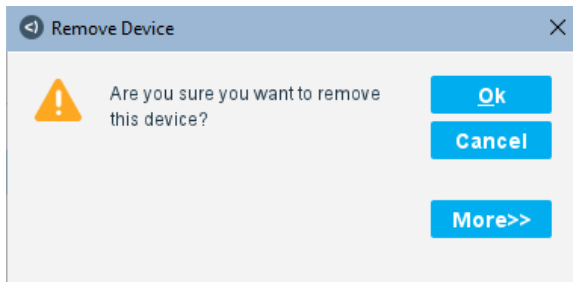 Remove Device
Are you sure you want to remove
this device?
Ok
Cancel
More>>